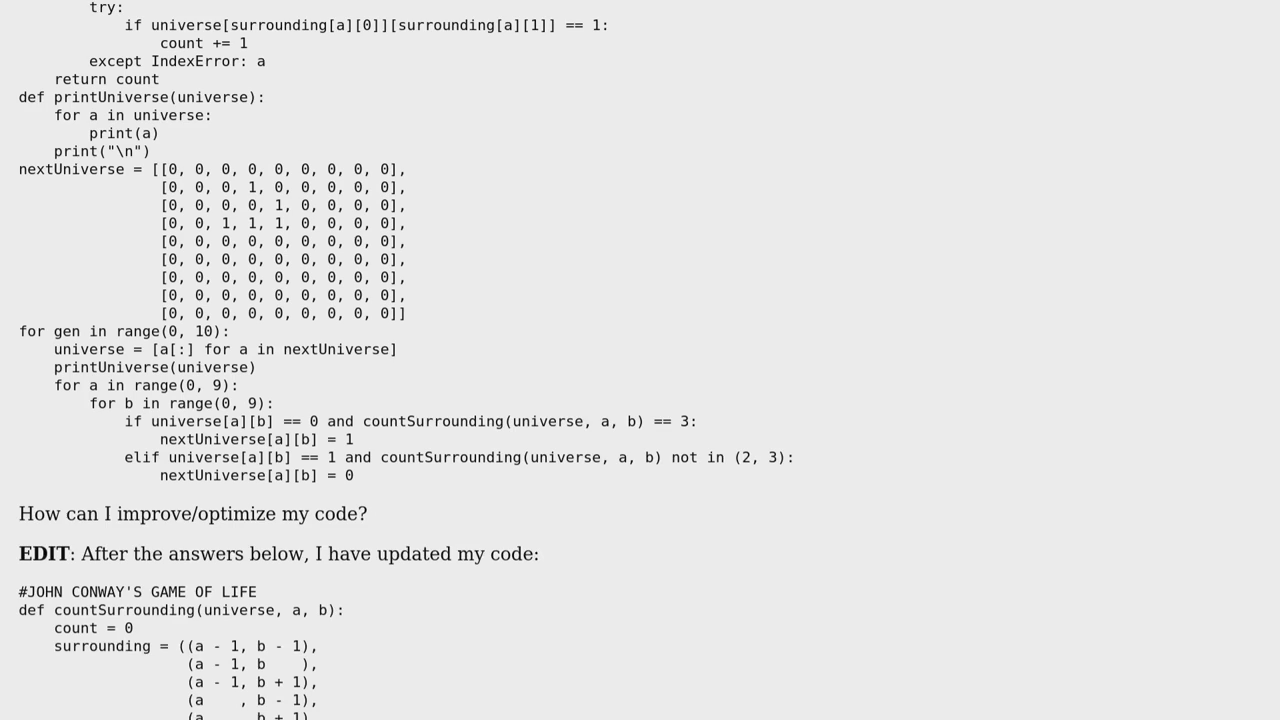 try:
            if universe[surrounding[a][0]][surrounding[a][1]] == 1:
                count += 1
        except IndexError: a
    return count
def printUniverse(universe):
    for a in universe:
        print(a)
    print("\n")
nextUniverse = [[0, 0, 0, 0, 0, 0, 0, 0, 0],
                [0, 0, 0, 1, 0, 0, 0, 0, 0],
                [0, 0, 0, 0, 1, 0, 0, 0, 0],
                [0, 0, 1, 1, 1, 0, 0, 0, 0],
                [0, 0, 0, 0, 0, 0, 0, 0, 0],
                [0, 0, 0, 0, 0, 0, 0, 0, 0],
                [0, 0, 0, 0, 0, 0, 0, 0, 0],
                [0, 0, 0, 0, 0, 0, 0, 0, 0],
                [0, 0, 0, 0, 0, 0, 0, 0, 0]]
for gen in range(0, 10):
    universe = [a[:] for a in nextUniverse]
    printUniverse(universe)
    for a in range(0, 9):
        for b in range(0, 9):
            if universe[a][b] == 0 and countSurrounding(universe, a, b) == 3:
                nextUniverse[a][b] = 1
            elif universe[a][b] == 1 and countSurrounding(universe, a, b) not in (2, 3):
                nextUniverse[a][b] = 0
How can I improve/optimize my code?
EDIT: After the answers below, I have updated my code:
#JOHN CONWAY'S GAME OF LIFE
def countSurrounding(universe, a, b):
    count = 0
    surrounding = ((a - 1, b - 1),
                   (a - 1, b    ),
                   (a - 1, b + 1),
                   (a    , b - 1),
                   (a      b + 1)